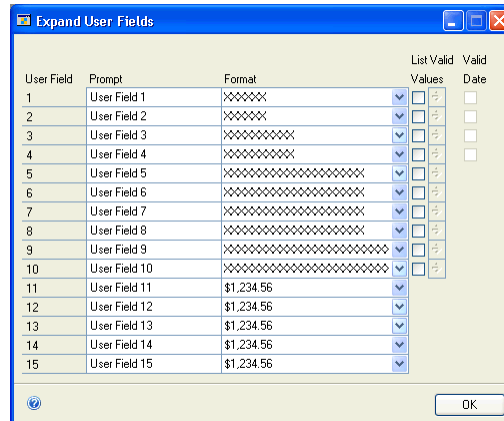 Expand User Fields
List Valid Valid
User Field Prompt Format Values Date
1 User Field 1 XXXXXX
2 User Field 2 XXXXXX
3 User Field 3 XXXXXXXXXX
4 User Field 4 XXXXXXXXXX
5 User Field 5 XXXXXXXXXXXXXXXXXXXX
6 User Field 6 XXXXXXXXXXXXXXXXXXXX
7 User Field 7 XXXXXXXXXXXXXXXXXXXX
8 User Field 8 XXXXXXXXXXXXXXXXXXXX
9 User Field 9 XXXXXXXXXXXXXXXXXXXXXXXX
10 User Field 10 XXXXXXXXXXXXXXXXXXXXXXXX
11 User Field 11 $1,234.56
12 User Field 12 $1,234.56
13 User Field 13 $1,234.56
14 User Field 14 $1,234.56
15 User Field 15 $1,234.56
OK